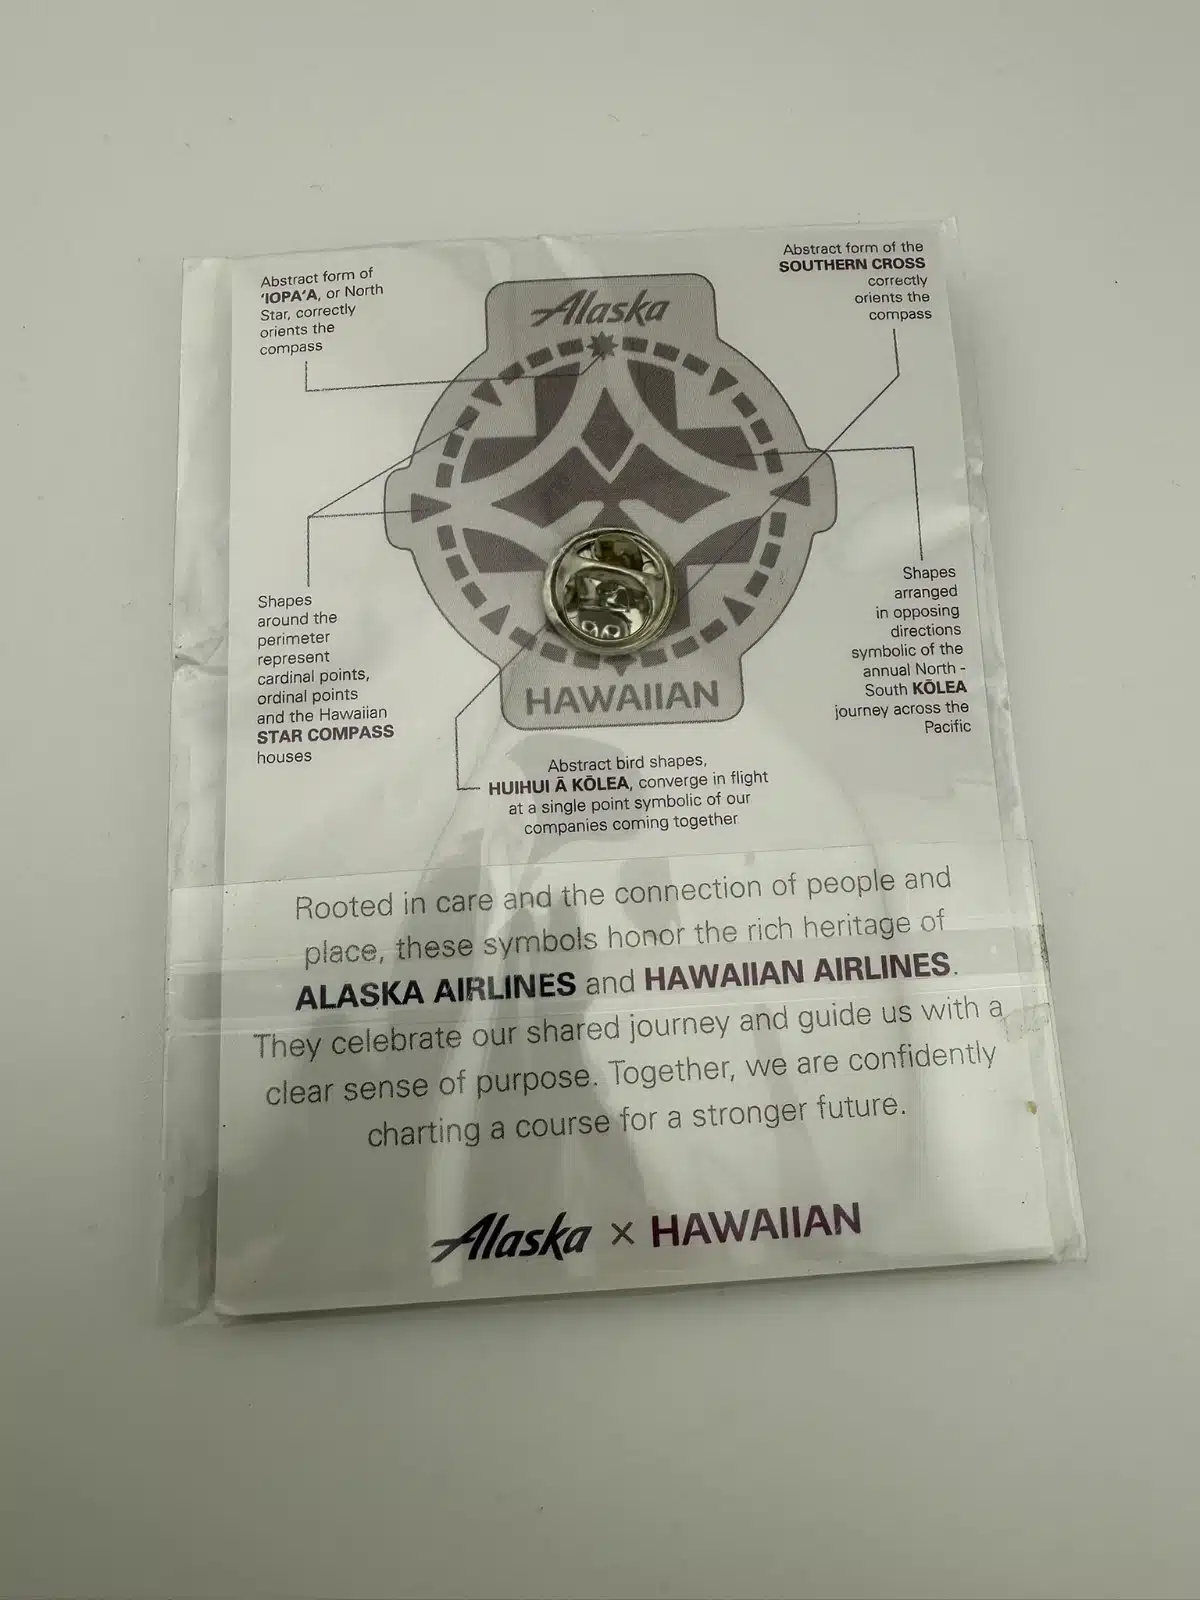 Abstract form of
'IOPA'A, or North
Star, correctly
orients the
compass
Abstract form of the
SOUTHERN CROSS
correctly
orients the
compass
Alaska
HAWAIIAN
Shapes
around the
perimeter
represent
cardinal points,
ordinal points
and the Hawaiian
STAR COMPASS
houses
Shapes
arranged
in opposing
directions
symbolic of the
annual North -
South KŌLEA
journey across the
Pacific
Abstract bird shapes,
HUIHUI Ā KŌLEA, converge in flight
at a single point symbolic of our
companies coming together
Rooted in care and the connection of people and
place, these symbols honor the rich heritage of
ALASKA AIRLINES and HAWAIIAN AIRLINES.
They celebrate our shared journey and guide us with a
clear sense of purpose. Together, we are confidently
charting a course for a stronger future.
Alaska × HAWAIIAN